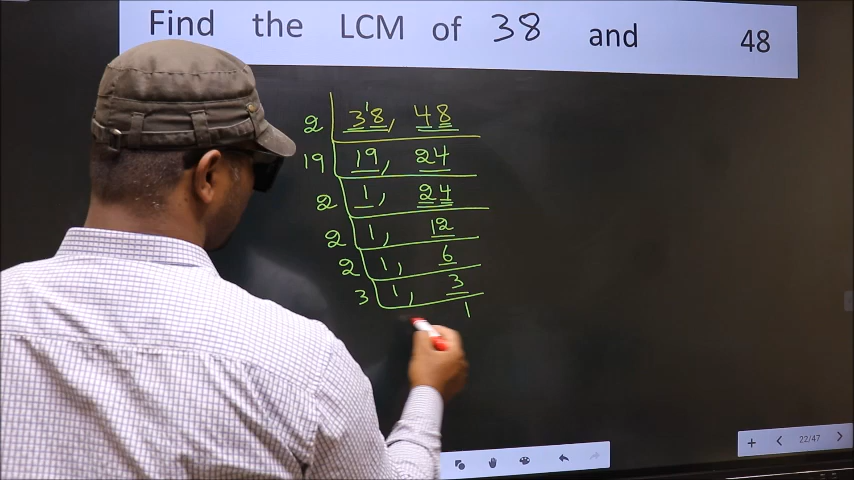 Find the LCM of 38 and 48
2 | 3¹8, 48
19 | 19, 24
2 | 1, 24
2 | 1, 12
2 | 1, 6
3 | 1, 3
1
22/47